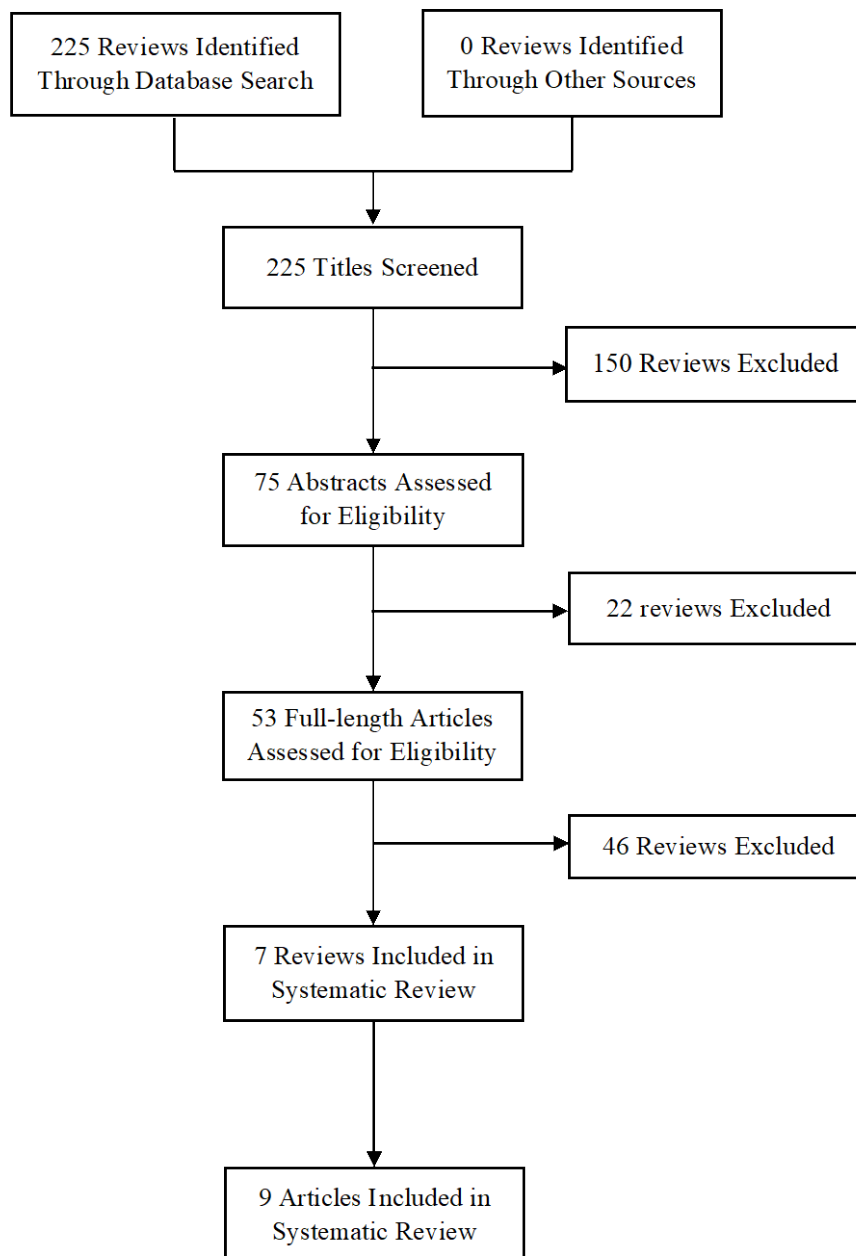 225 Reviews Identified
Through Database Search
0 Reviews Identified
Through Other Sources
225 Titles Screened
150 Reviews Excluded
75 Abstracts Assessed
for Eligibility
22 reviews Excluded
53 Full-length Articles
Assessed for Eligibility
46 Reviews Excluded
7 Reviews Included in
Systematic Review
9 Articles Included in
Systematic Review